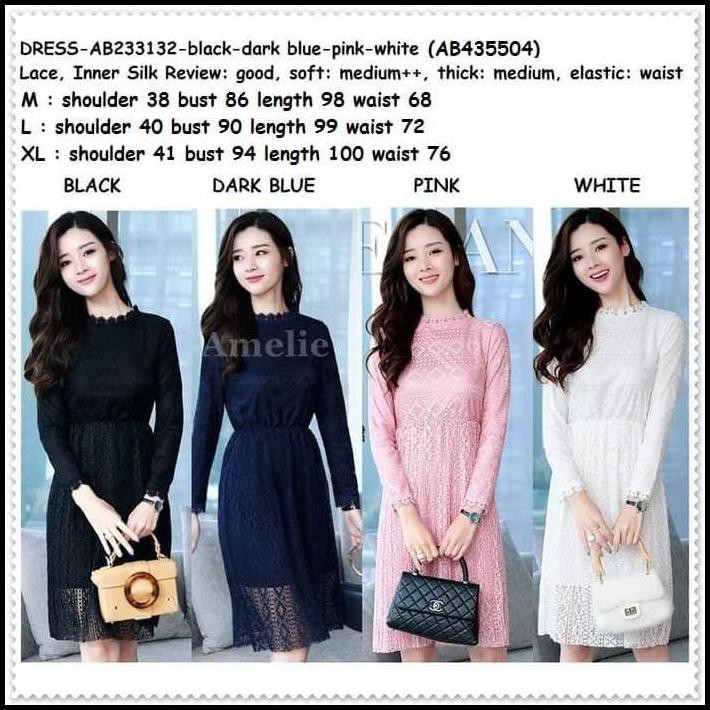 DRESS-AB233132-black-dark blue-pink-white (AB435504)
Lace, Inner Silk Review: good, soft: medium++, thick: medium, elastic: waist
M : shoulder 38 bust 86 length 98 waist 68
L : shoulder 40 bust 90 length 99 waist 72
XL : shoulder 41 bust 94 length 100 waist 76
BLACK DARK BLUE PINK WHITE
Amelie